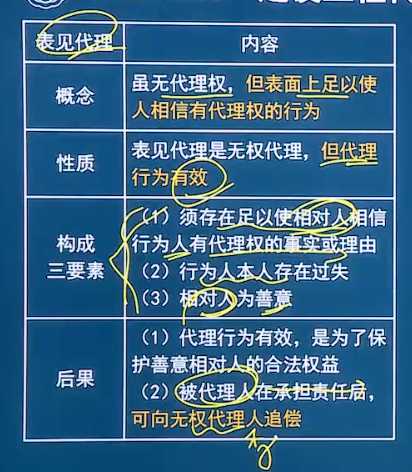 表见代理
内容
概念
虽无代理权，但表面上足以使
人相信有代理权的行为
性质
表见代理是无权代理，但代理
行为有效
构成
三要素
（1）须存在足以使相对人相信
行为人有代理权的事实或理由
（2）行为人本人存在过失
（3）相对人为善意
后果
（1）代理行为有效，是为了保
护善意相对人的合法权益
（2）被代理人在承担责任后，
可向无权代理人追偿